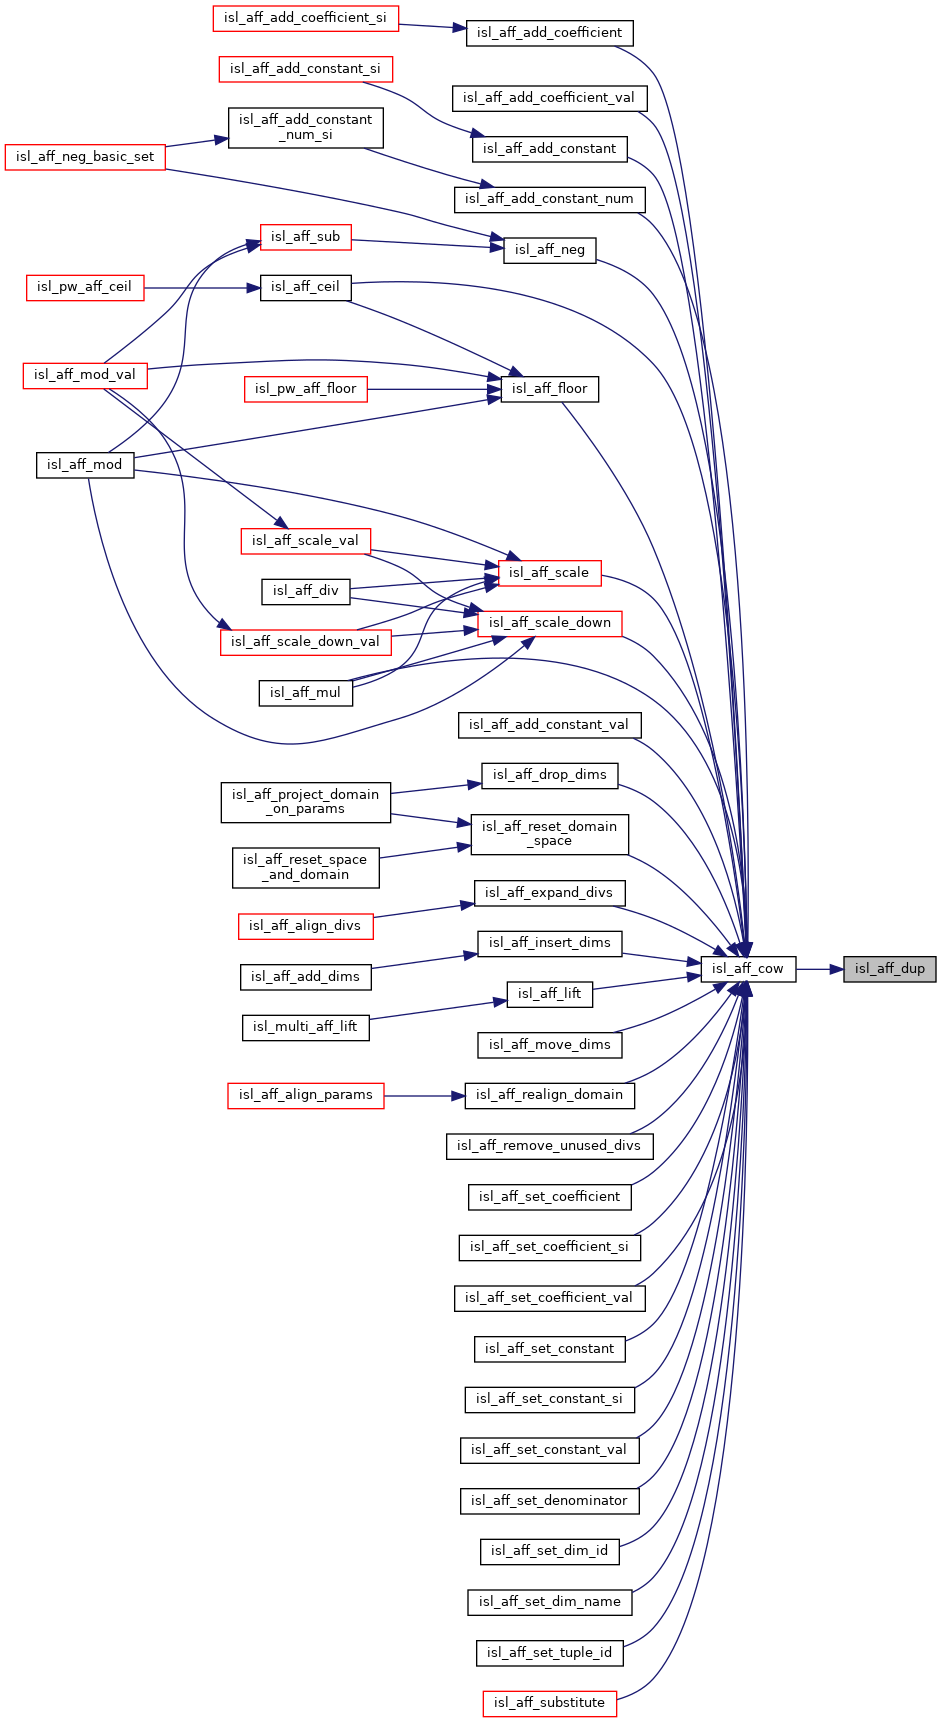 isl_aff_add_coefficient_si
isl_aff_add_coefficient
isl_aff_add_constant_si
isl_aff_add_coefficient_val
isl_aff_add_constant
_num_si
isl_aff_add_constant
isl_aff_neg_basic_set
isl_aff_add_constant_num
isl_aff_sub
isl_aff_neg
isl_pw_aff_ceil
isl_aff_ceil
isl_aff_mod_val
isl_pw_aff_floor
isl_aff_floor
isl_aff_mod
isl_aff_scale_val
isl_aff_scale
isl_aff_div
isl_aff_scale_down
isl_aff_scale_down_val
isl_aff_mul
isl_aff_add_constant_val
isl_aff_drop_dims
isl_aff_project_domain
_on_params
isl_aff_reset_domain
_space
isl_aff_reset_space
_and_domain
isl_aff_expand_divs
isl_aff_align_divs
isl_aff_insert_dims
isl_aff_add_dims
isl_aff_cow
isl_aff_dup
isl_aff_lift
isl_multi_aff_lift
isl_aff_move_dims
isl_aff_align_params
isl_aff_realign_domain
isl_aff_remove_unused_divs
isl_aff_set_coefficient
isl_aff_set_coefficient_si
isl_aff_set_coefficient_val
isl_aff_set_constant
isl_aff_set_constant_si
isl_aff_set_constant_val
isl_aff_set_denominator
isl_aff_set_dim_id
isl_aff_set_dim_name
isl_aff_set_tuple_id
isl_aff_substitute